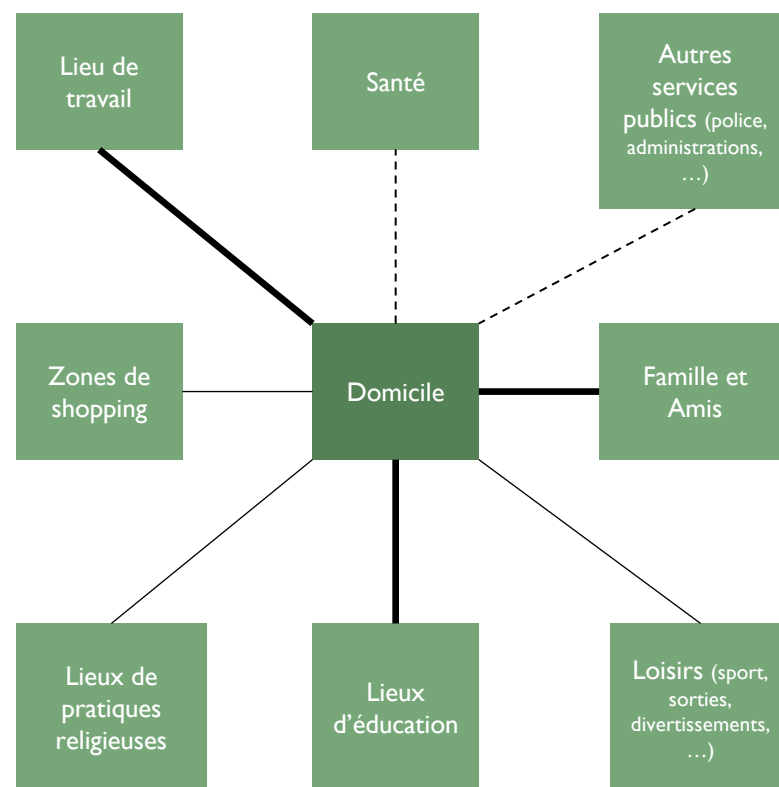 Lieu de
travail
Santé
Autres
services
publics (police,
administrations,
…)
Zones de
shopping
Domicile
Famille et
Amis
Lieux de
pratiques
religieuses
Lieux
d’éducation
Loisirs (sport,
sorties,
divertissements,
…)